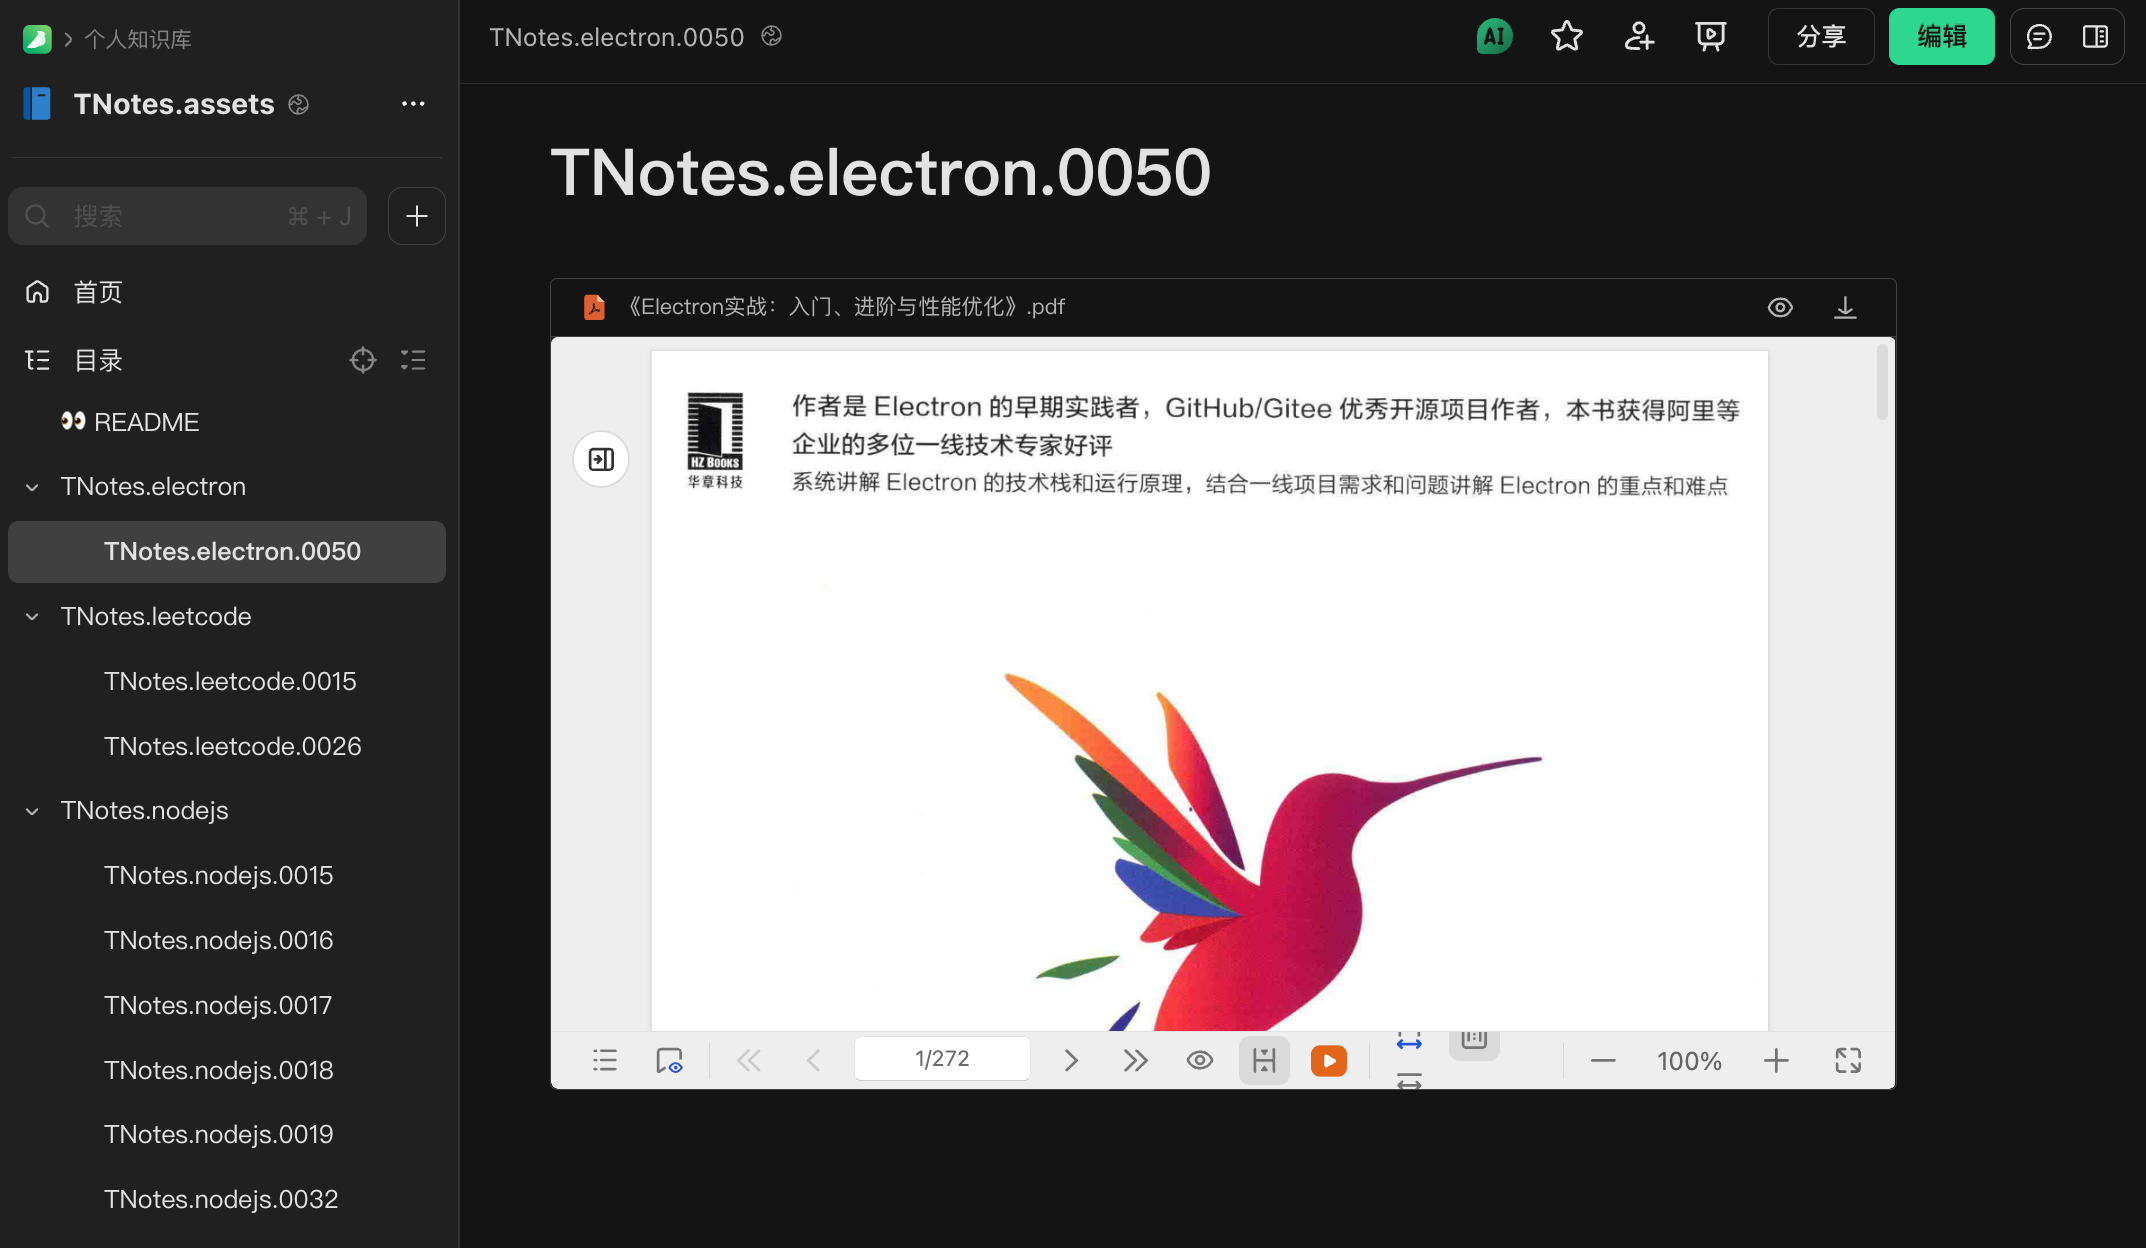 个人知识库
TNotes.assets
搜索 ⌘ + J
首页
目录
👀 README
TNotes.electron
TNotes.electron.0050
TNotes.leetcode
TNotes.leetcode.0015
TNotes.leetcode.0026
TNotes.nodejs
TNotes.nodejs.0015
TNotes.nodejs.0016
TNotes.nodejs.0017
TNotes.nodejs.0018
TNotes.nodejs.0019
TNotes.nodejs.0032
TNotes.electron.0050
AI
分享
编辑
TNotes.electron.0050
《Electron实战：入门、进阶与性能优化》.pdf
HZ BOOKS
华章科技
作者是 Electron 的早期实践者，GitHub/Gitee 优秀开源项目作者，本书获得阿里等
企业的多位一线技术专家好评
系统讲解 Electron 的技术栈和运行原理，结合一线项目需求和问题讲解 Electron 的重点和难点
1/272
100%